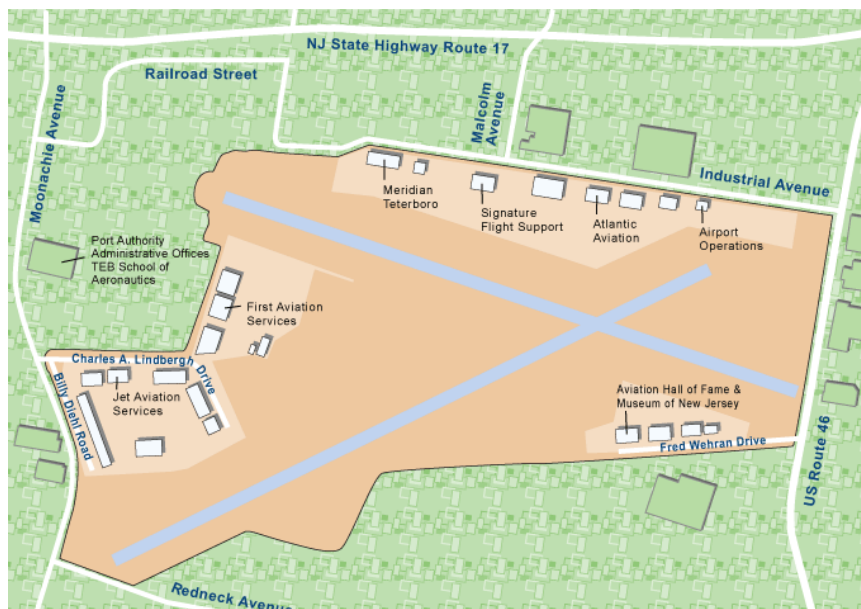 NJ State Highway Route 17
Railroad Street
Malcolm
Avenue
Moonachie Avenue
Industrial Avenue
Meridian
Teterboro
Signature
Flight Support
Atlantic
Aviation
Airport
Operations
Port Authority
Administrative Offices
TEB School of
Aeronautics
First Aviation
Services
Charles A. Lindbergh Drive
Jet Aviation
Services
Billy Diehl Road
Aviation Hall of Fame &
Museum of New Jersey
Fred Wehran Drive
US Route 46
Redneck Avenue